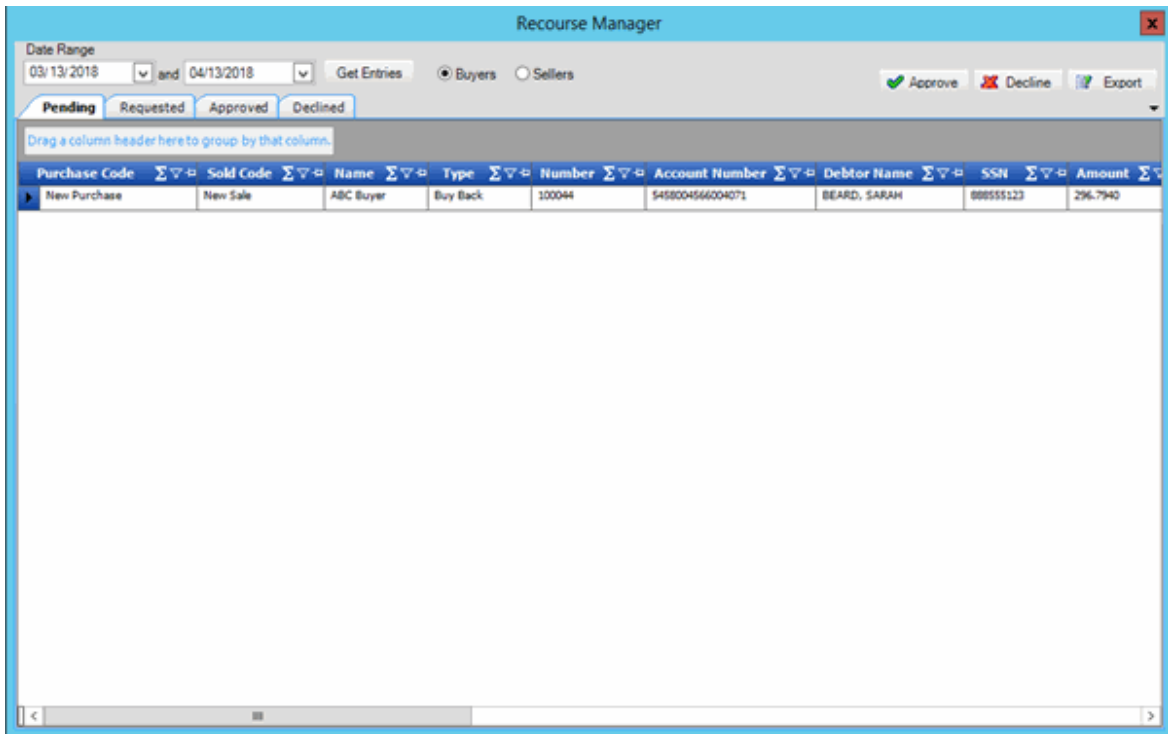 Recourse Manager
Date Range
03/13/2018 and 04/13/2018 Get Entries Buyers Sellers
Approve Decline Export
Pending Requested Approved Declined
Drag a column header here to group by that column.
Purchase Code Sold Code Name Type Number Account Number Debtor Name SSN Amount
New Purchase New Sale ABC Buyer Buy Back 100044 5458004566004071 BEARD, SARAH 888555123 296.7940